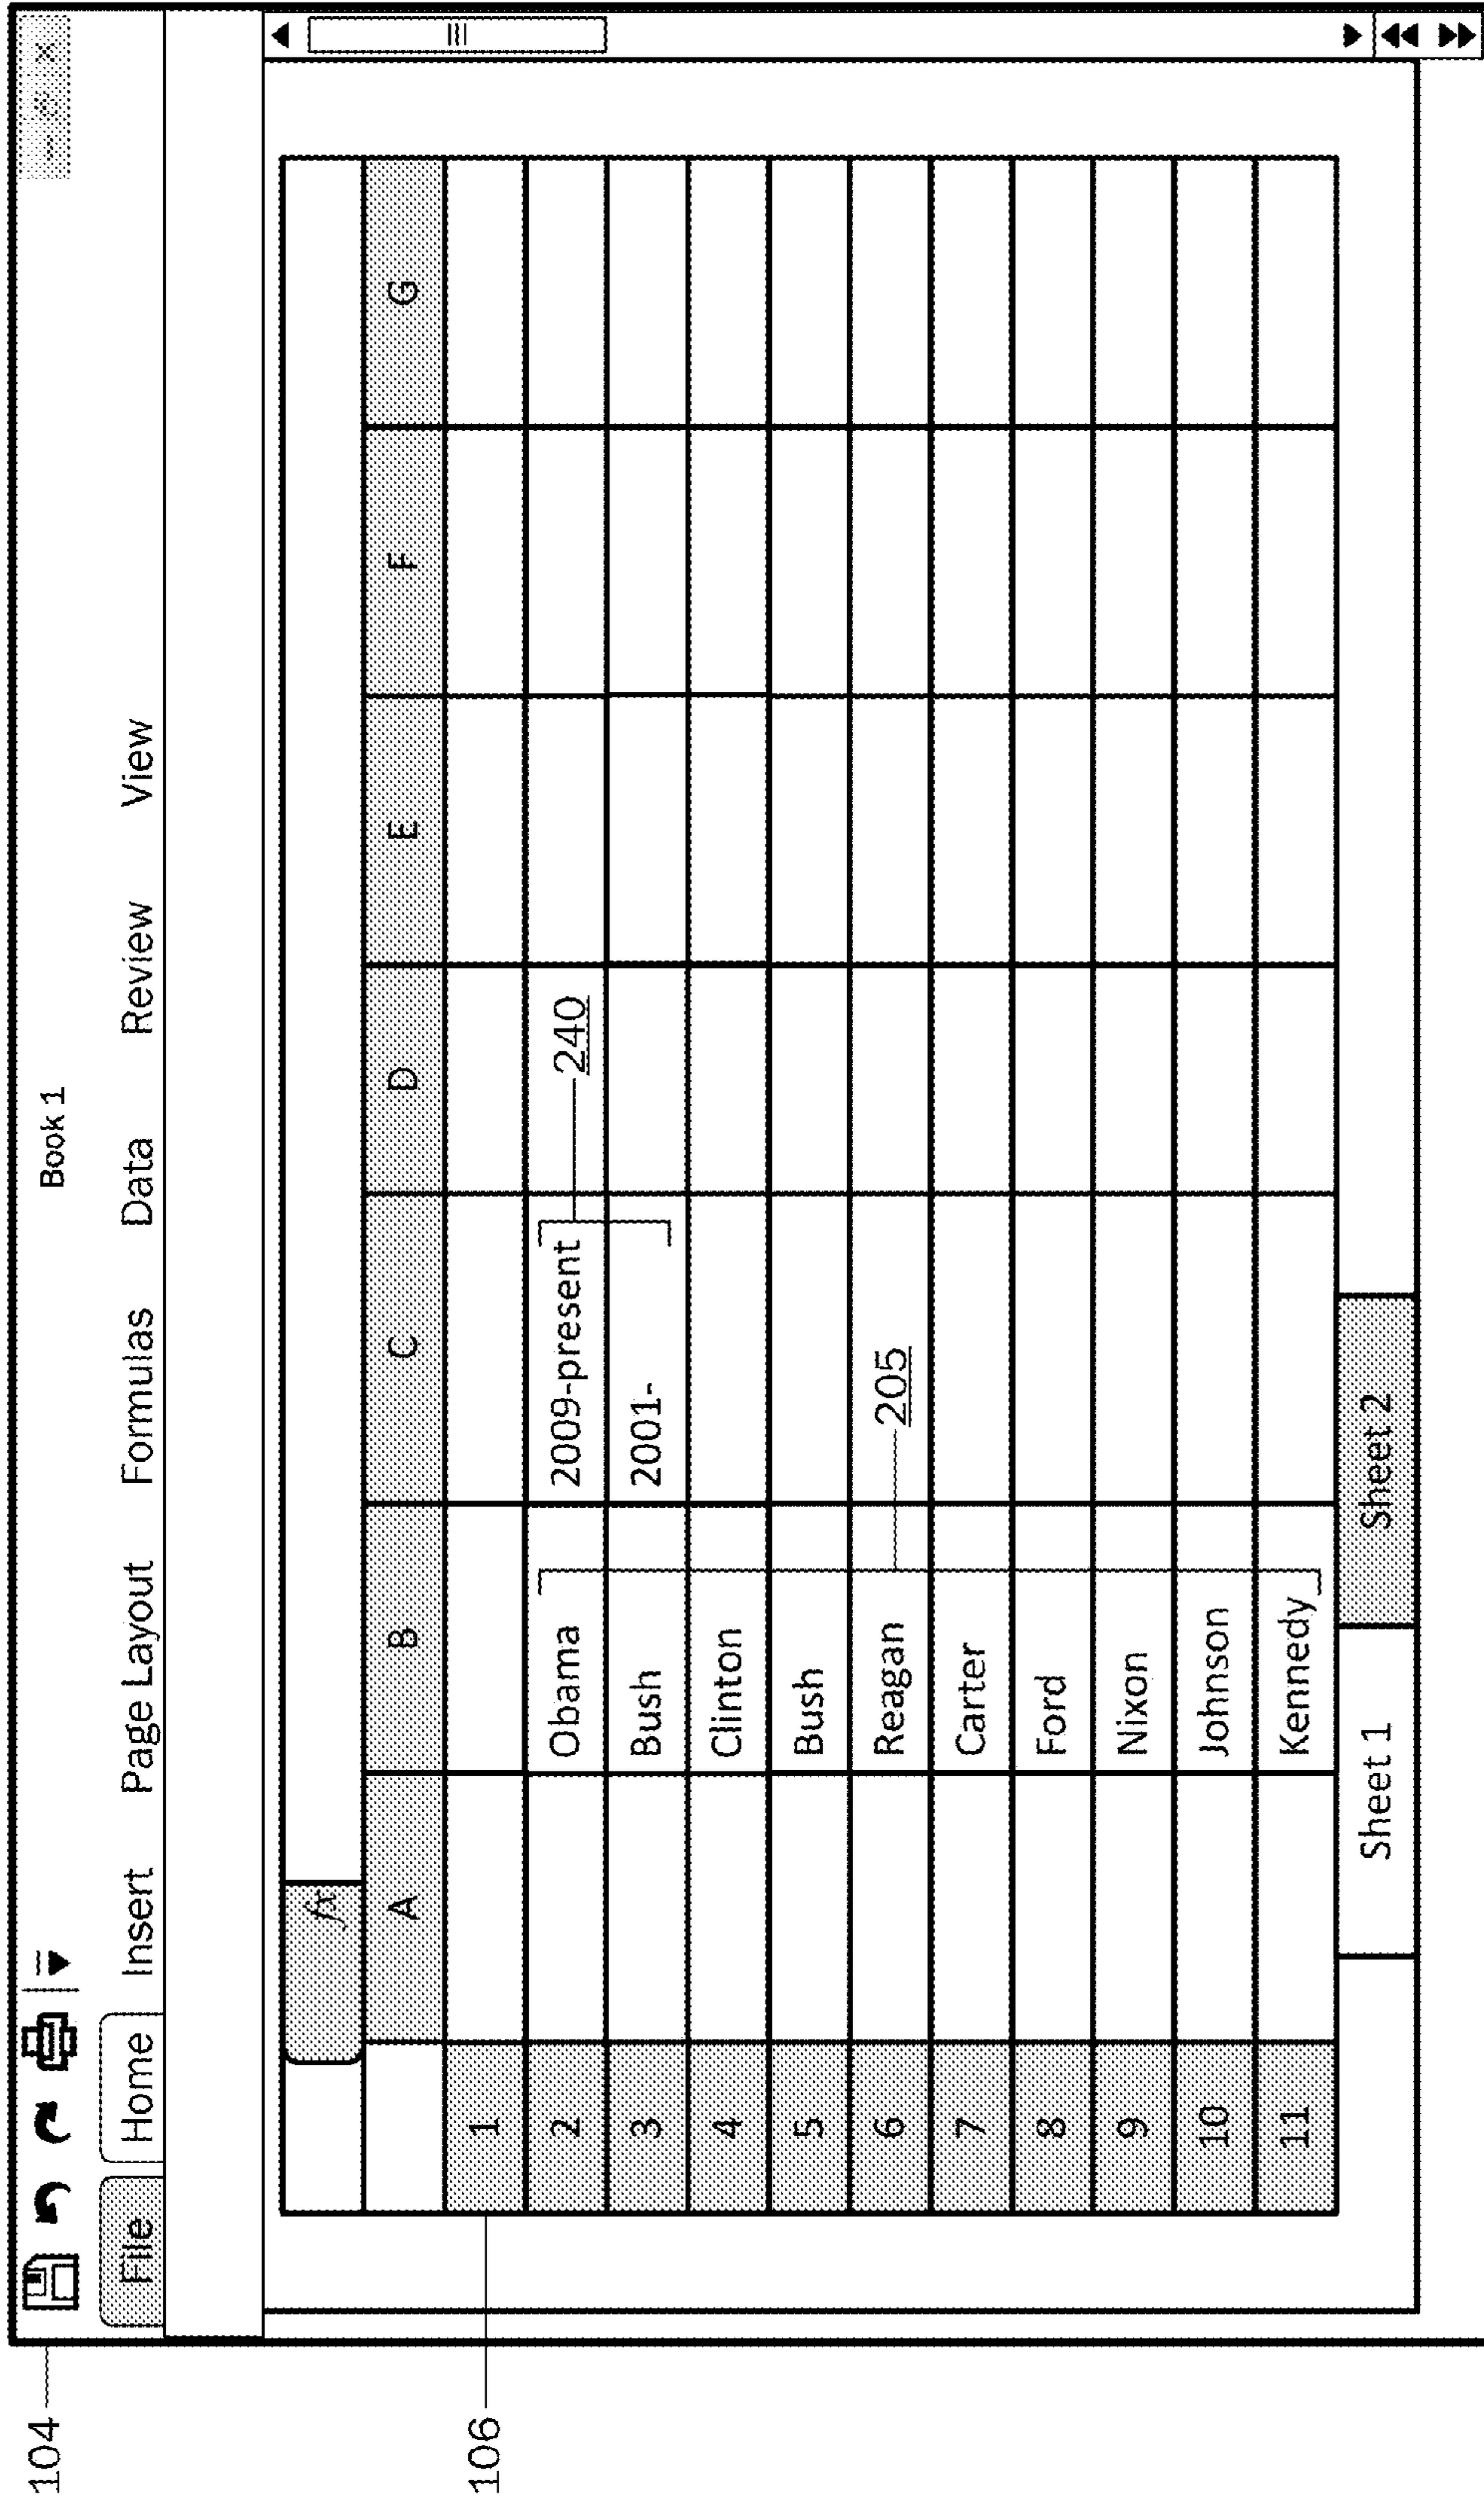 104
Book 1
File Home Insert Page Layout Formulas Data Review View
fx
A B C D E F G
106
1
2 Obama 2009-present 240
3 Bush 2001-
4 Clinton
5 Bush
6 Reagan 205
7 Carter
8 Ford
9 Nixon
10 Johnson
11 Kennedy
Sheet 1 Sheet 2